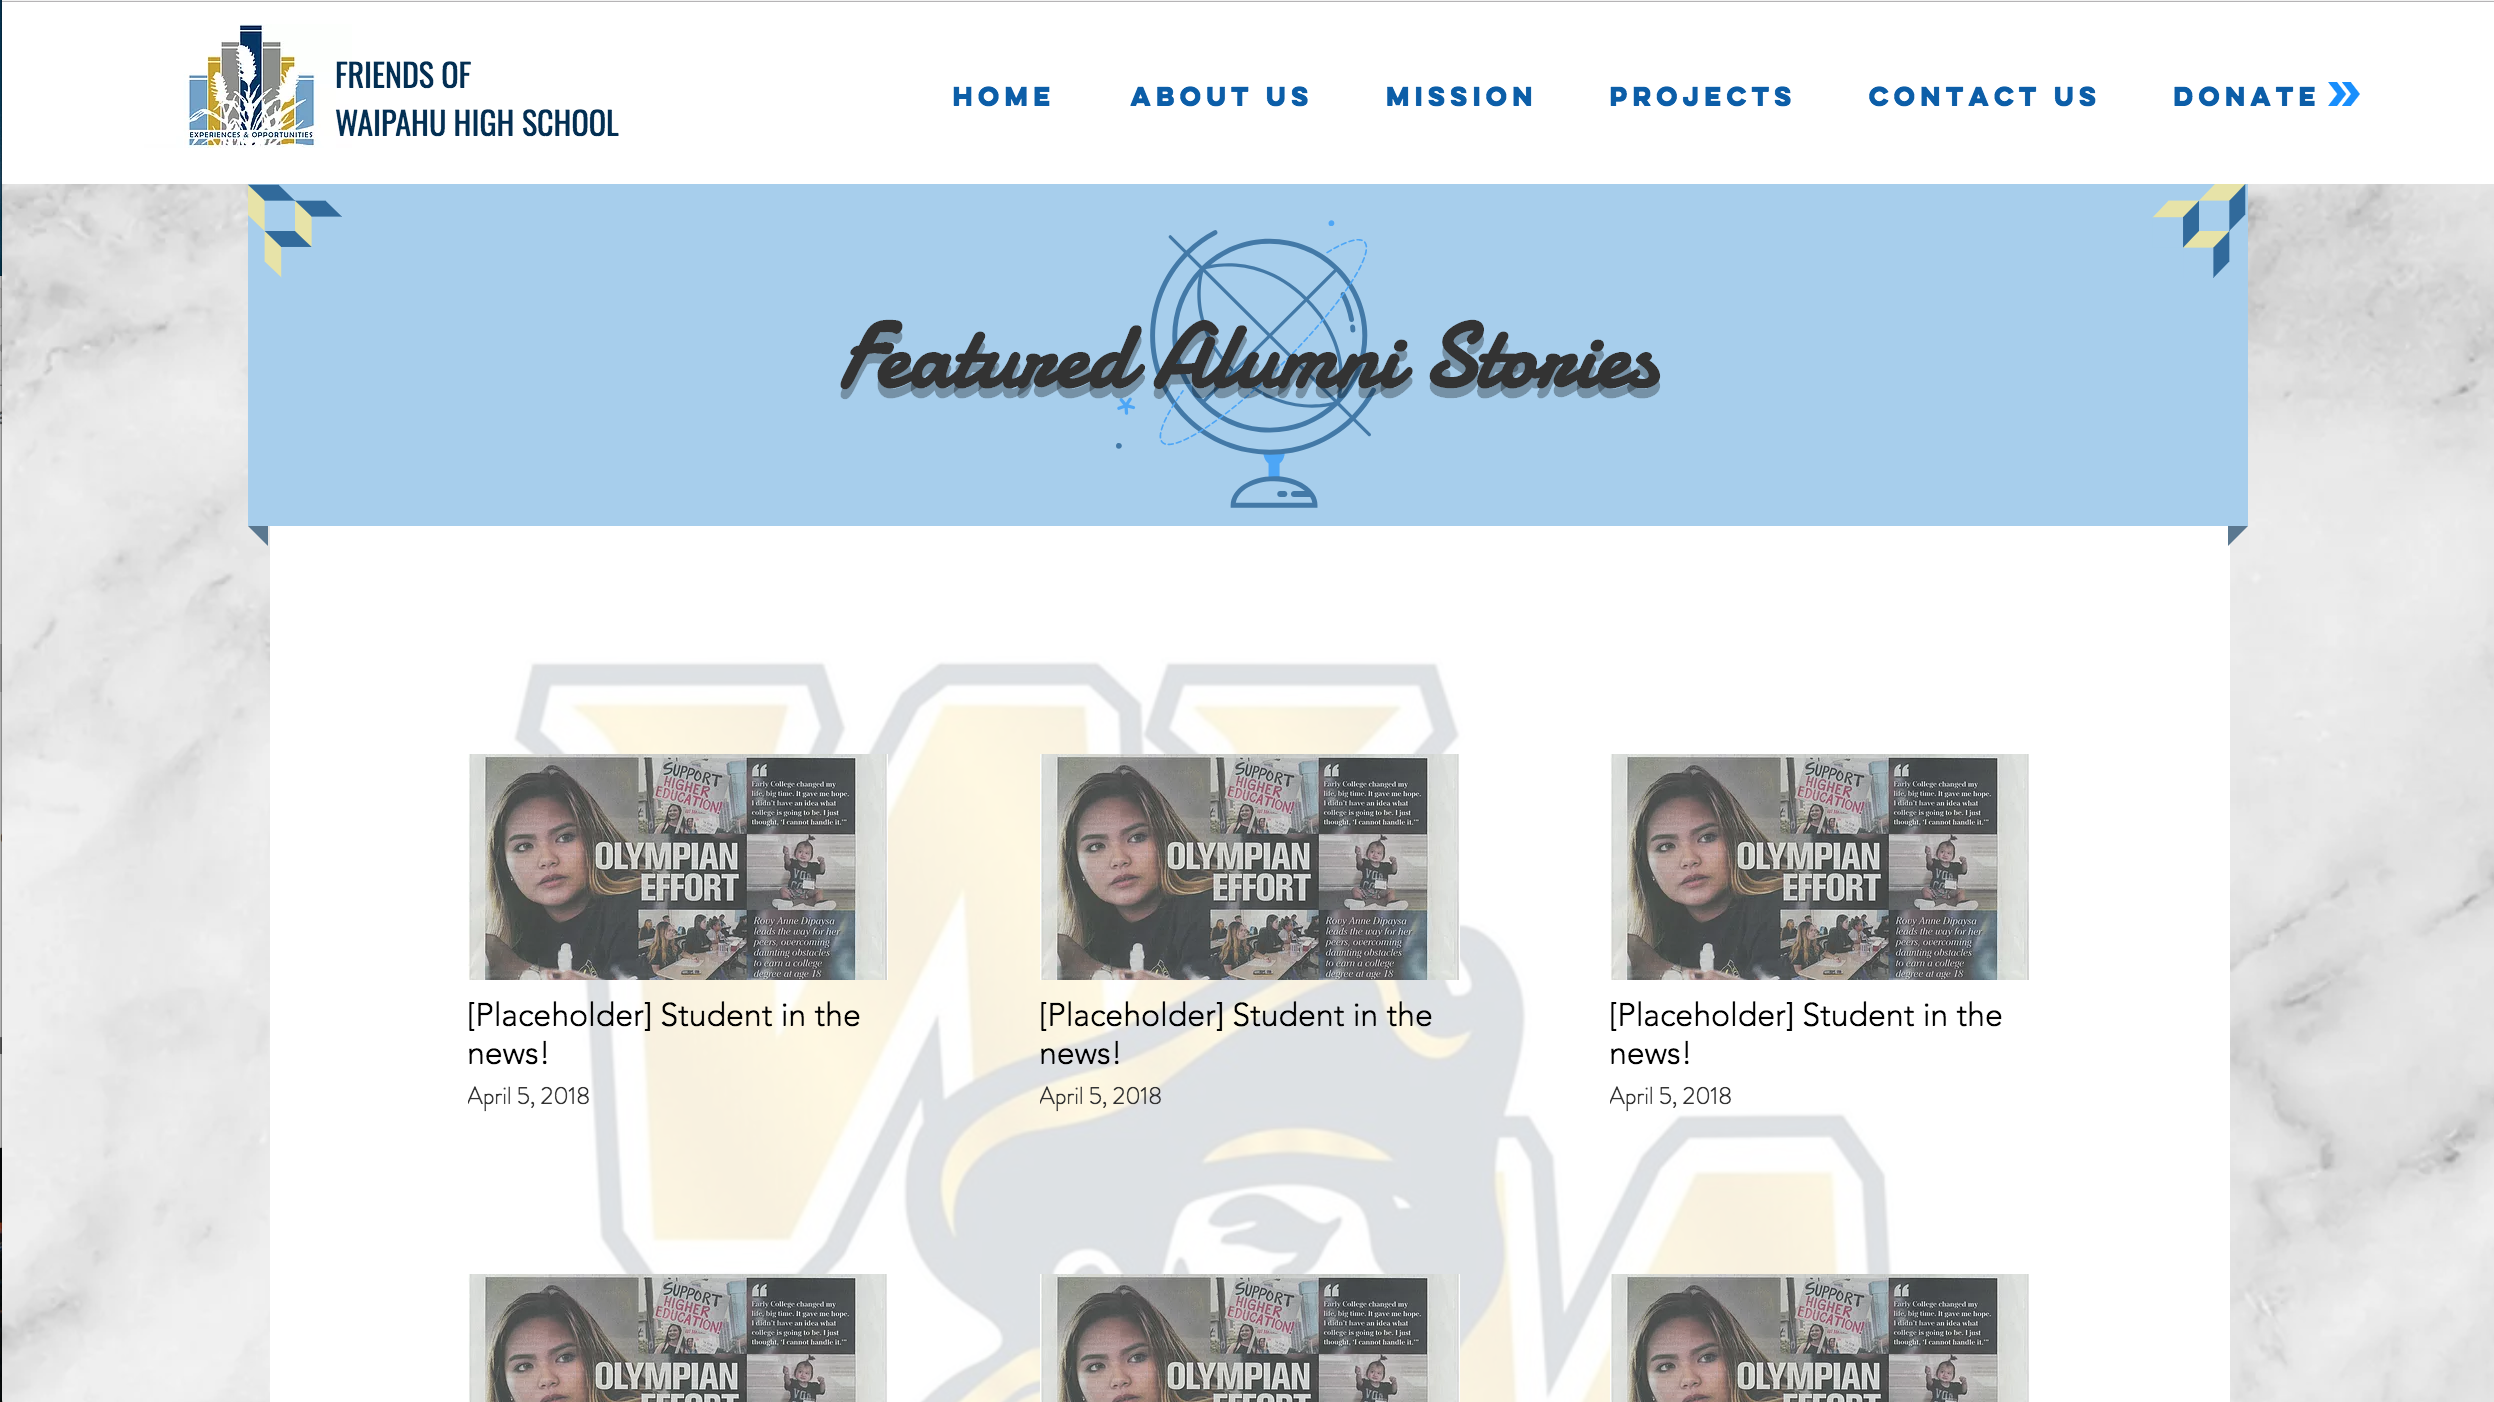 FRIENDS OF
WAIPAHU HIGH SCHOOL
EXPERIENCES & OPPORTUNITIES
HOME ABOUT US MISSION PROJECTS CONTACT US DONATE
Featured Alumni Stories
SUPPORT
HIGHER
EDUCATION!
Early College changed my
life, big time. It gave me hope.
I didn't have an idea what
college is going to be. I just
thought, 'I cannot handle it.'"
OLYMPIAN
EFFORT
Rovy Anne Dipaysa
leads the way for her
peers, overcoming
daunting obstacles
to earn a college
degree at age 18
SUPPORT
HIGHER
EDUCATION!
Early College changed my
life, big time. It gave me hope.
I didn't have an idea what
college is going to be. I just
thought, 'I cannot handle it.'"
OLYMPIAN
EFFORT
Rovy Anne Dipaysa
leads the way for her
peers, overcoming
daunting obstacles
to earn a college
degree at age 18
SUPPORT
HIGHER
EDUCATION!
Early College changed my
life, big time. It gave me hope.
I didn't have an idea what
college is going to be. I just
thought, 'I cannot handle it.'"
OLYMPIAN
EFFORT
Rovy Anne Dipaysa
leads the way for her
peers, overcoming
daunting obstacles
to earn a college
degree at age 18
[Placeholder] Student in the
news!
April 5, 2018
[Placeholder] Student in the
news!
April 5, 2018
[Placeholder] Student in the
news!
April 5, 2018
SUPPORT
HIGHER
EDUCATION!
Early College changed my
life, big time. It gave me hope.
I didn't have an idea what
college is going to be. I just
thought, 'I cannot handle it.'"
OLYMPIAN
EFFORT
SUPPORT
HIGHER
EDUCATION!
Early College changed my
life, big time. It gave me hope.
I didn't have an idea what
college is going to be. I just
thought, 'I cannot handle it.'"
OLYMPIAN
EFFORT
SUPPORT
HIGHER
EDUCATION!
Early College changed my
life, big time. It gave me hope.
I didn't have an idea what
college is going to be. I just
thought, 'I cannot handle it.'"
OLYMPIAN
EFFORT